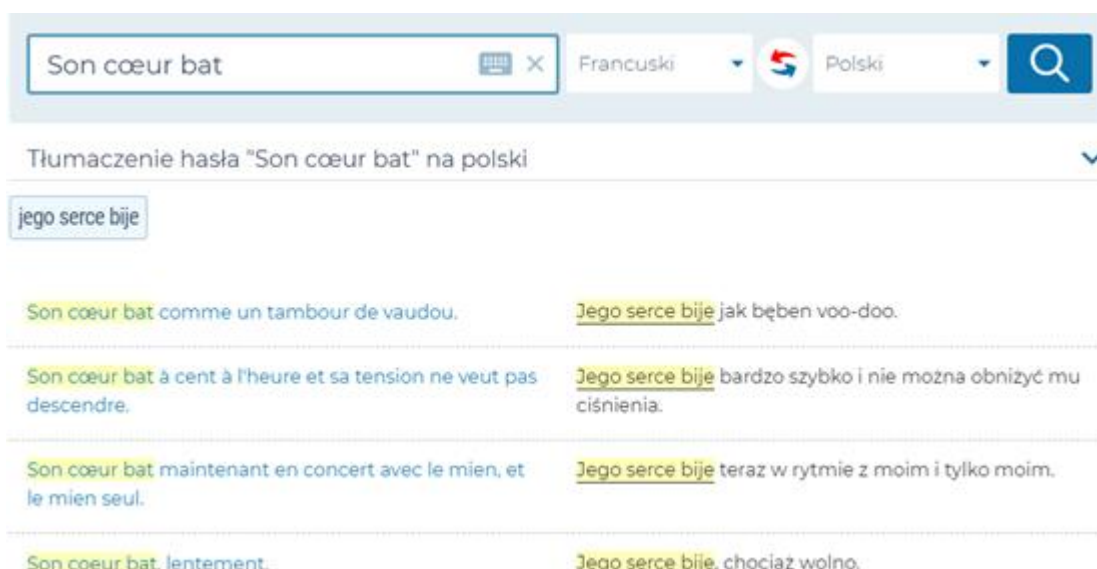 Son cœur bat Francuski Polski
Tłumaczenie hasła "Son cœur bat" na polski
jego serce bije
Son cœur bat comme un tambour de vaudou.
Jego serce bije jak bęben voo-doo.
Son cœur bat à cent à l'heure et sa tension ne veut pas
descendre.
Jego serce bije bardzo szybko i nie można obniżyć mu
ciśnienia.
Son cœur bat maintenant en concert avec le mien, et
le mien seul.
Jego serce bije teraz w rytmie z moim i tylko moim.
Son coeur bat, lentement.
Jego serce bije, chociaż wolno.